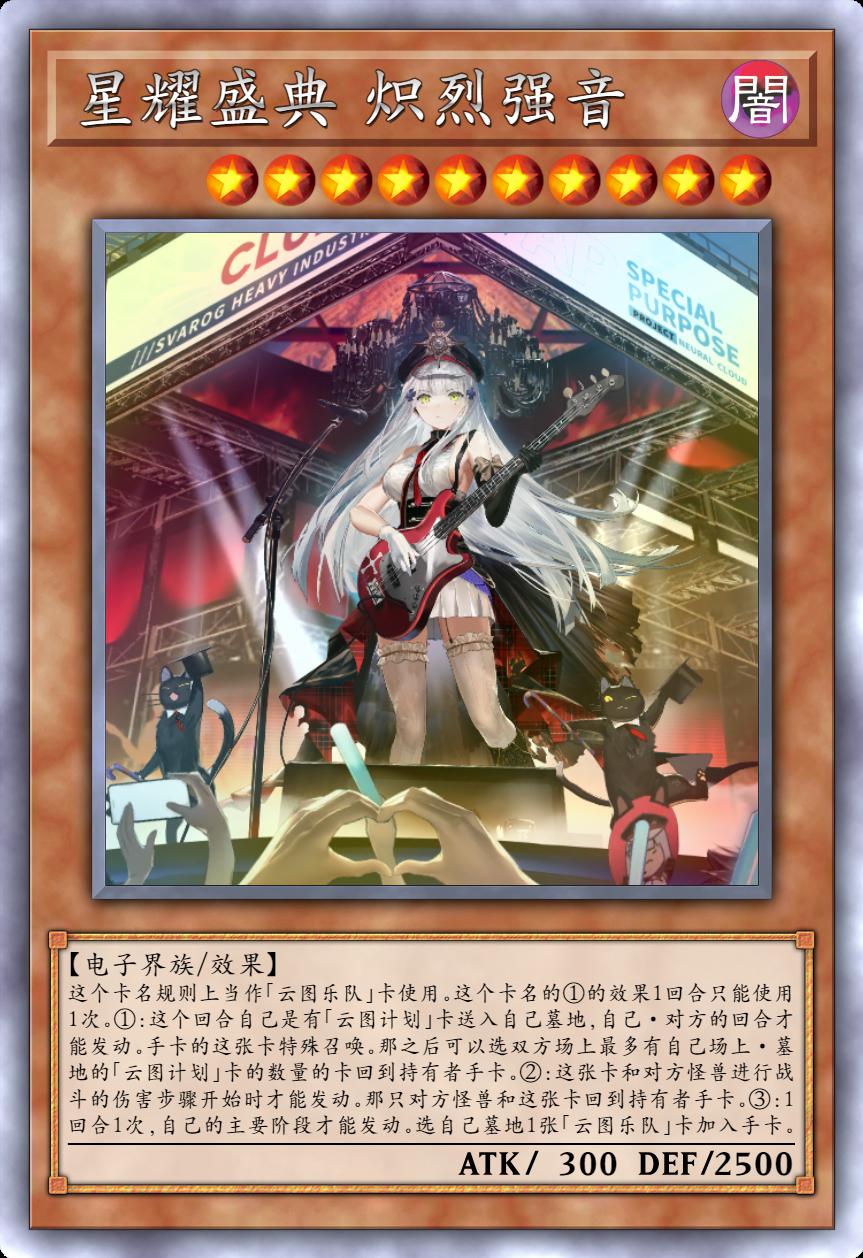 星耀盛典 炽烈强音
闇
SPECIAL
PURPOSE
PROJECT NEURAL CLOUD
///SVAROG HEAVY
【电子界族/效果】
这个卡名规则上当作「云图乐队」卡使用。这个卡名的①的效果1回合只能使用
1次。①:这个回合自己是有「云图计划」卡送入自己墓地,自己・对方的回合才
能发动。手卡的这张卡特殊召唤。那之后可以选双方场上最多有自己场上・墓
地的「云图计划」卡的数量的卡回到持有者手卡。②:这张卡和对方怪兽进行战
斗的伤害步骤开始时才能发动。那只对方怪兽和这张卡回到持有者手卡。③:1
回合1次,自己的主要阶段才能发动。选自己墓地1张「云图乐队」卡加入手卡。
ATK/ 300 DEF/2500